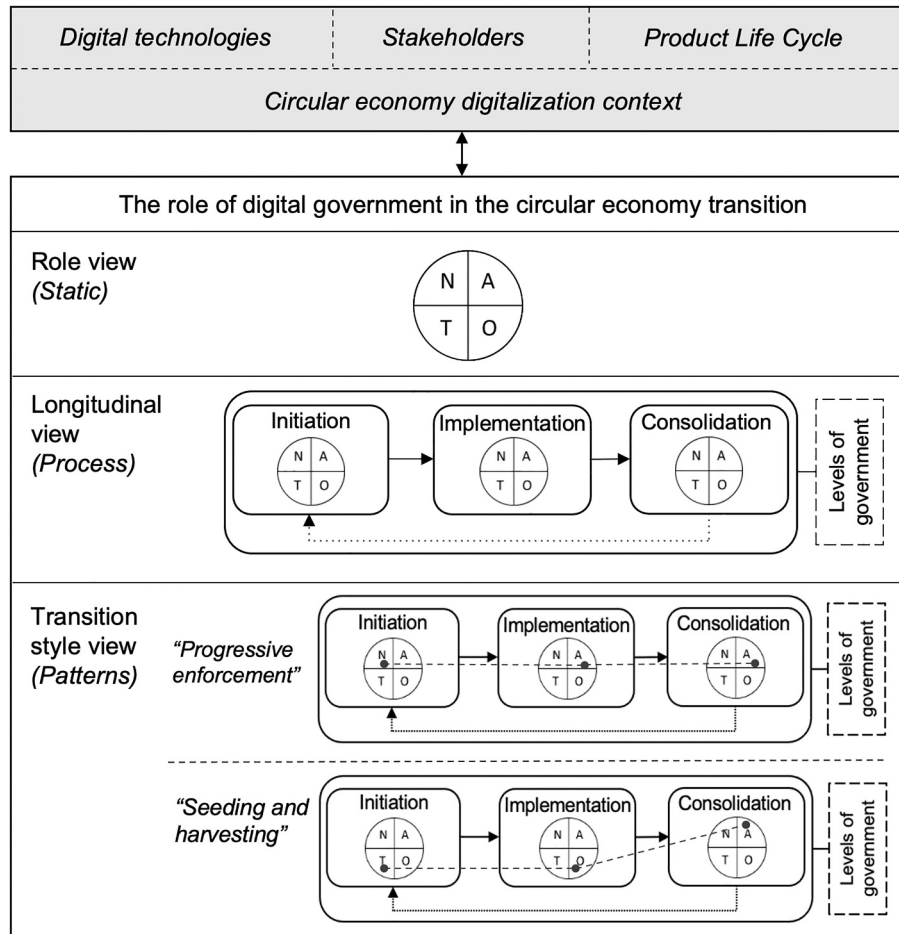 Digital technologies
Stakeholders
Product Life Cycle
Circular economy digitalization context
The role of digital government in the circular economy transition
Role view
(Static)
N A
T O
Longitudinal
view
(Process)
Initiation
N A
T O
Implementation
N A
T O
Consolidation
N A
T O
Levels of
government
Transition
style view
(Patterns)
“Progressive
enforcement”
Initiation
N A
T O
Implementation
N A
T O
Consolidation
N A
T O
Levels of
government
“Seeding and
harvesting”
Initiation
N A
T O
Implementation
N A
T O
Consolidation
N A
T O
Levels of
government